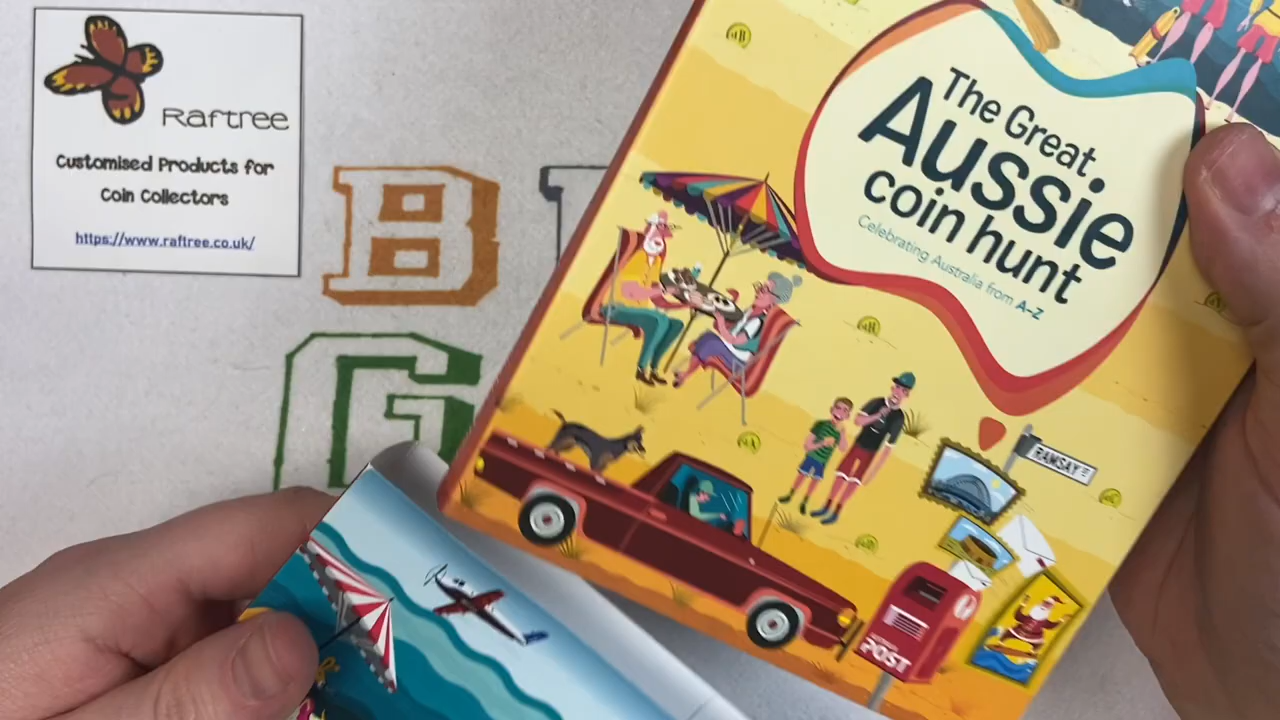 Raftree
Customised Products for
Coin Collectors
https://www.raftree.co.uk/
B
G
The Great
Aussie
coin hunt
Celebrating Australia from A-Z
RAMSAY ST
POST